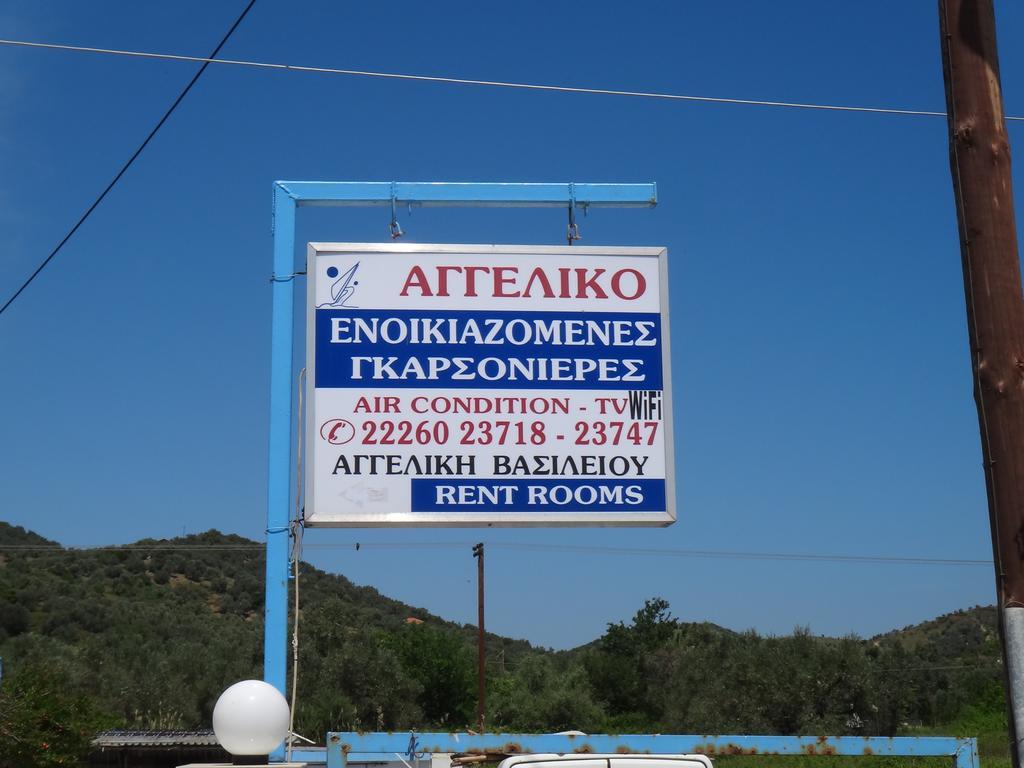 ΑΓΓΕΛΙΚΟ
ΕΝΟΙΚΙΑΖΟΜΕΝΕΣ
ΓΚΑΡΣΟΝΙΕΡΕΣ
AIR CONDITION - TV WiFi
22260 23718 - 23747
ΑΓΓΕΛΙΚΗ ΒΑΣΙΛΕΙΟΥ
RENT ROOMS